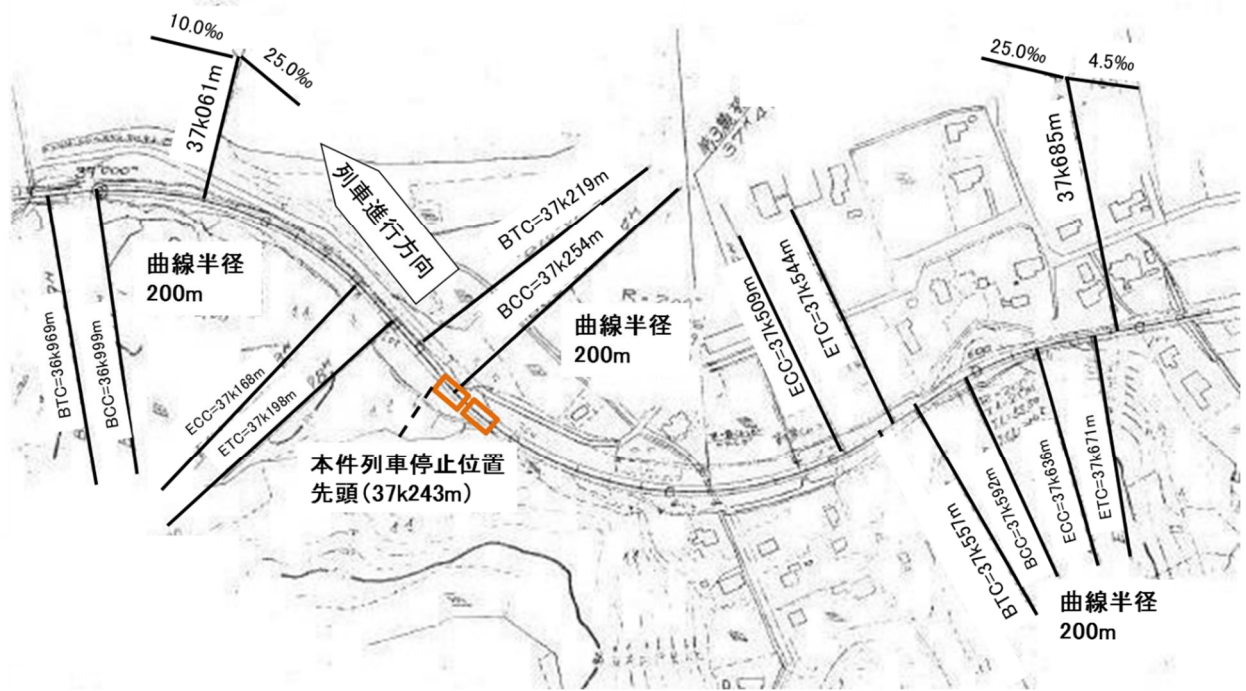 10.0‰
25.0‰
37k061m
列車進行方向
BTC=37k219m
BCC=37k254m
曲線半径
200m
BTC=36k969m
BCC=36k999m
ECC=37k168m
ETC=37k198m
本件列車停止位置
先頭(37k243m)
曲線半径
200m
ECC=37k509m
ETC=37k544m
25.0‰
4.5‰
37k685m
BTC=37k557m
BCC=37k592m
ECC=37k636m
ETC=37k671m
曲線半径
200m